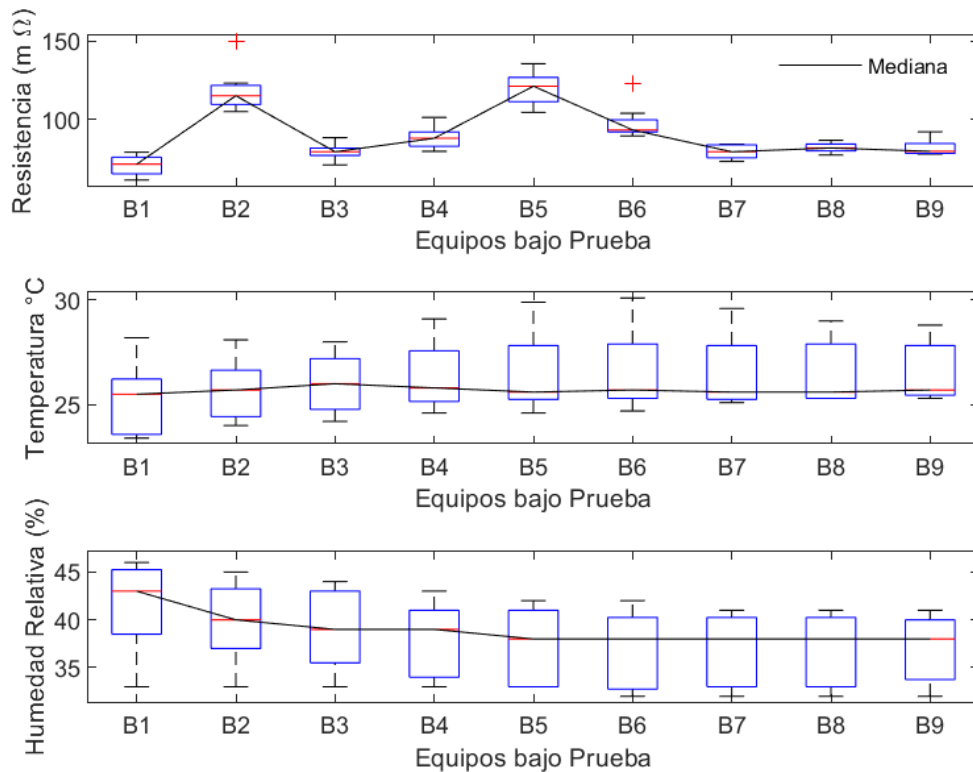 Resistencia (m Ω)
150
100
Mediana
B1 B2 B3 B4 B5 B6 B7 B8 B9
Equipos bajo Prueba
Temperatura °C
30
25
B1 B2 B3 B4 B5 B6 B7 B8 B9
Equipos bajo Prueba
Humedad Relativa (%)
45
40
35
B1 B2 B3 B4 B5 B6 B7 B8 B9
Equipos bajo Prueba